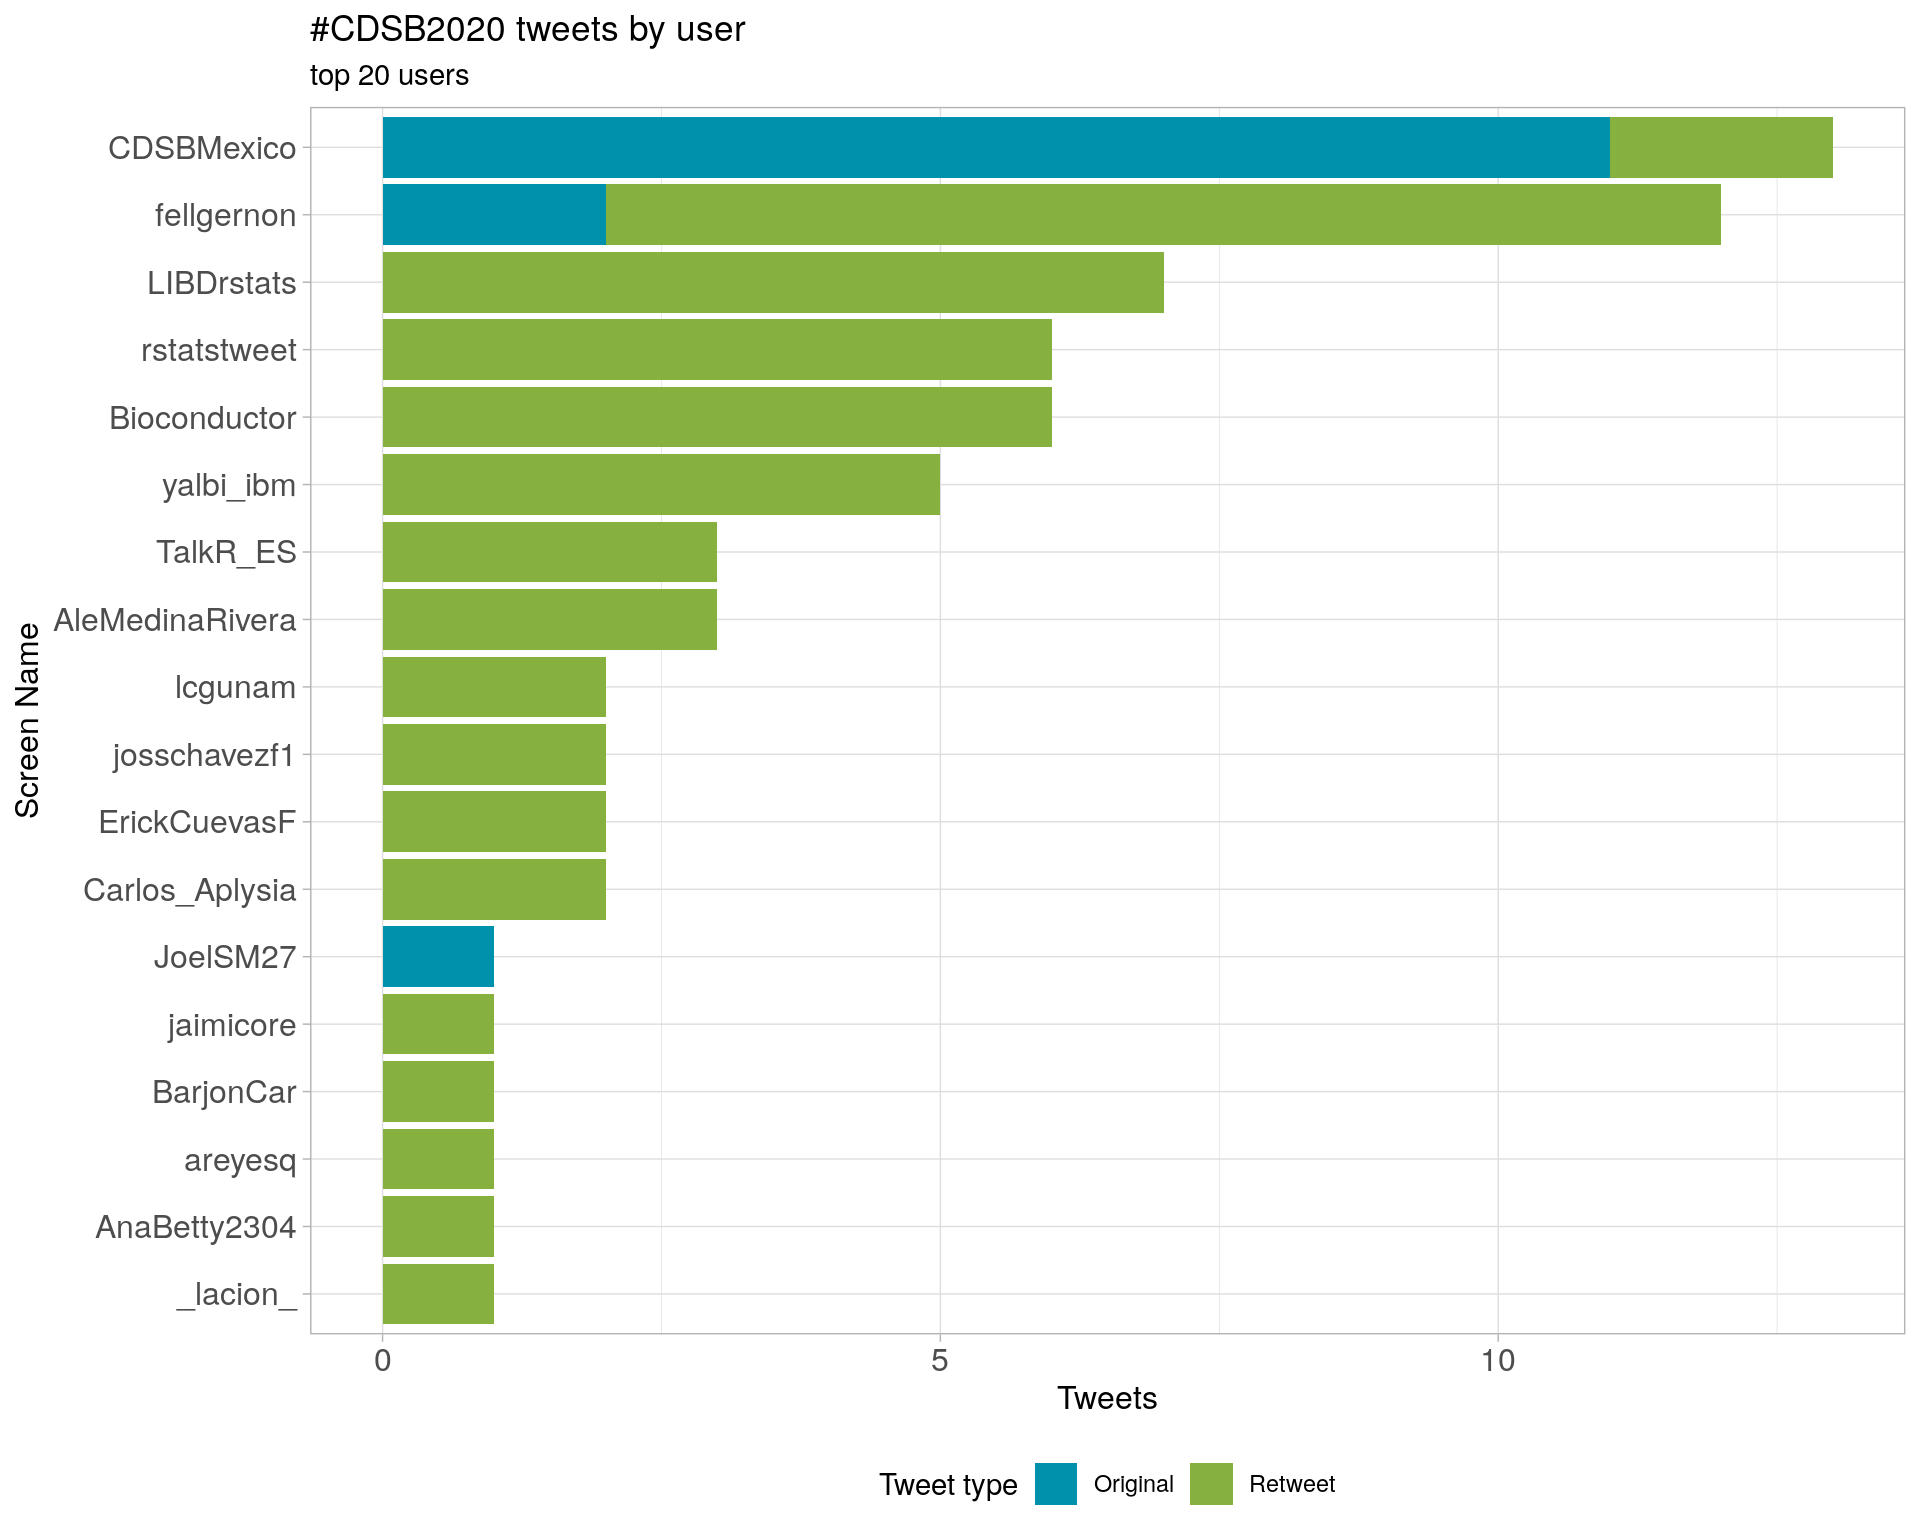 #CDSB2020 tweets by user
top 20 users
CDSBMexico
fellgernon
LIBDrstats
rstatstweet
Bioconductor
yalbi_ibm
TalkR_ES
AleMedinaRivera
lcgunam
josschavezf1
ErickCuevasF
Carlos_Aplysia
JoelSM27
jaimicore
BarjonCar
areyesq
AnaBetty2304
_lacion_
Screen Name
0 5 10
Tweets
Tweet type Original Retweet